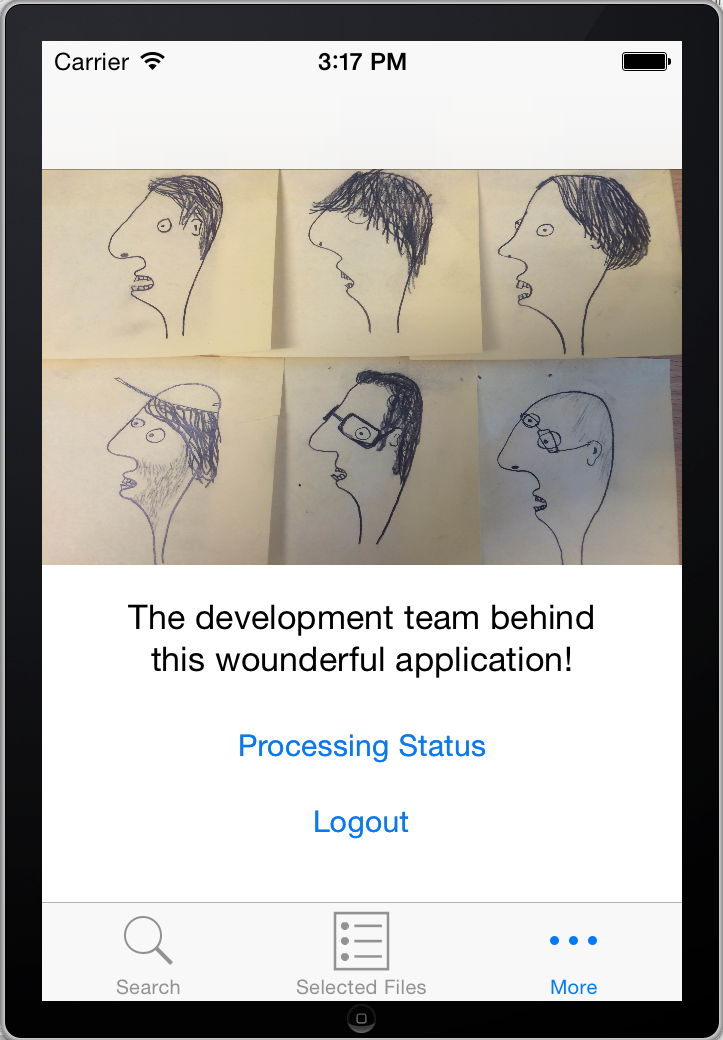 Carrier 3:17 PM
The development team behind
this wounderful application!
Processing Status
Logout
Search Selected Files More